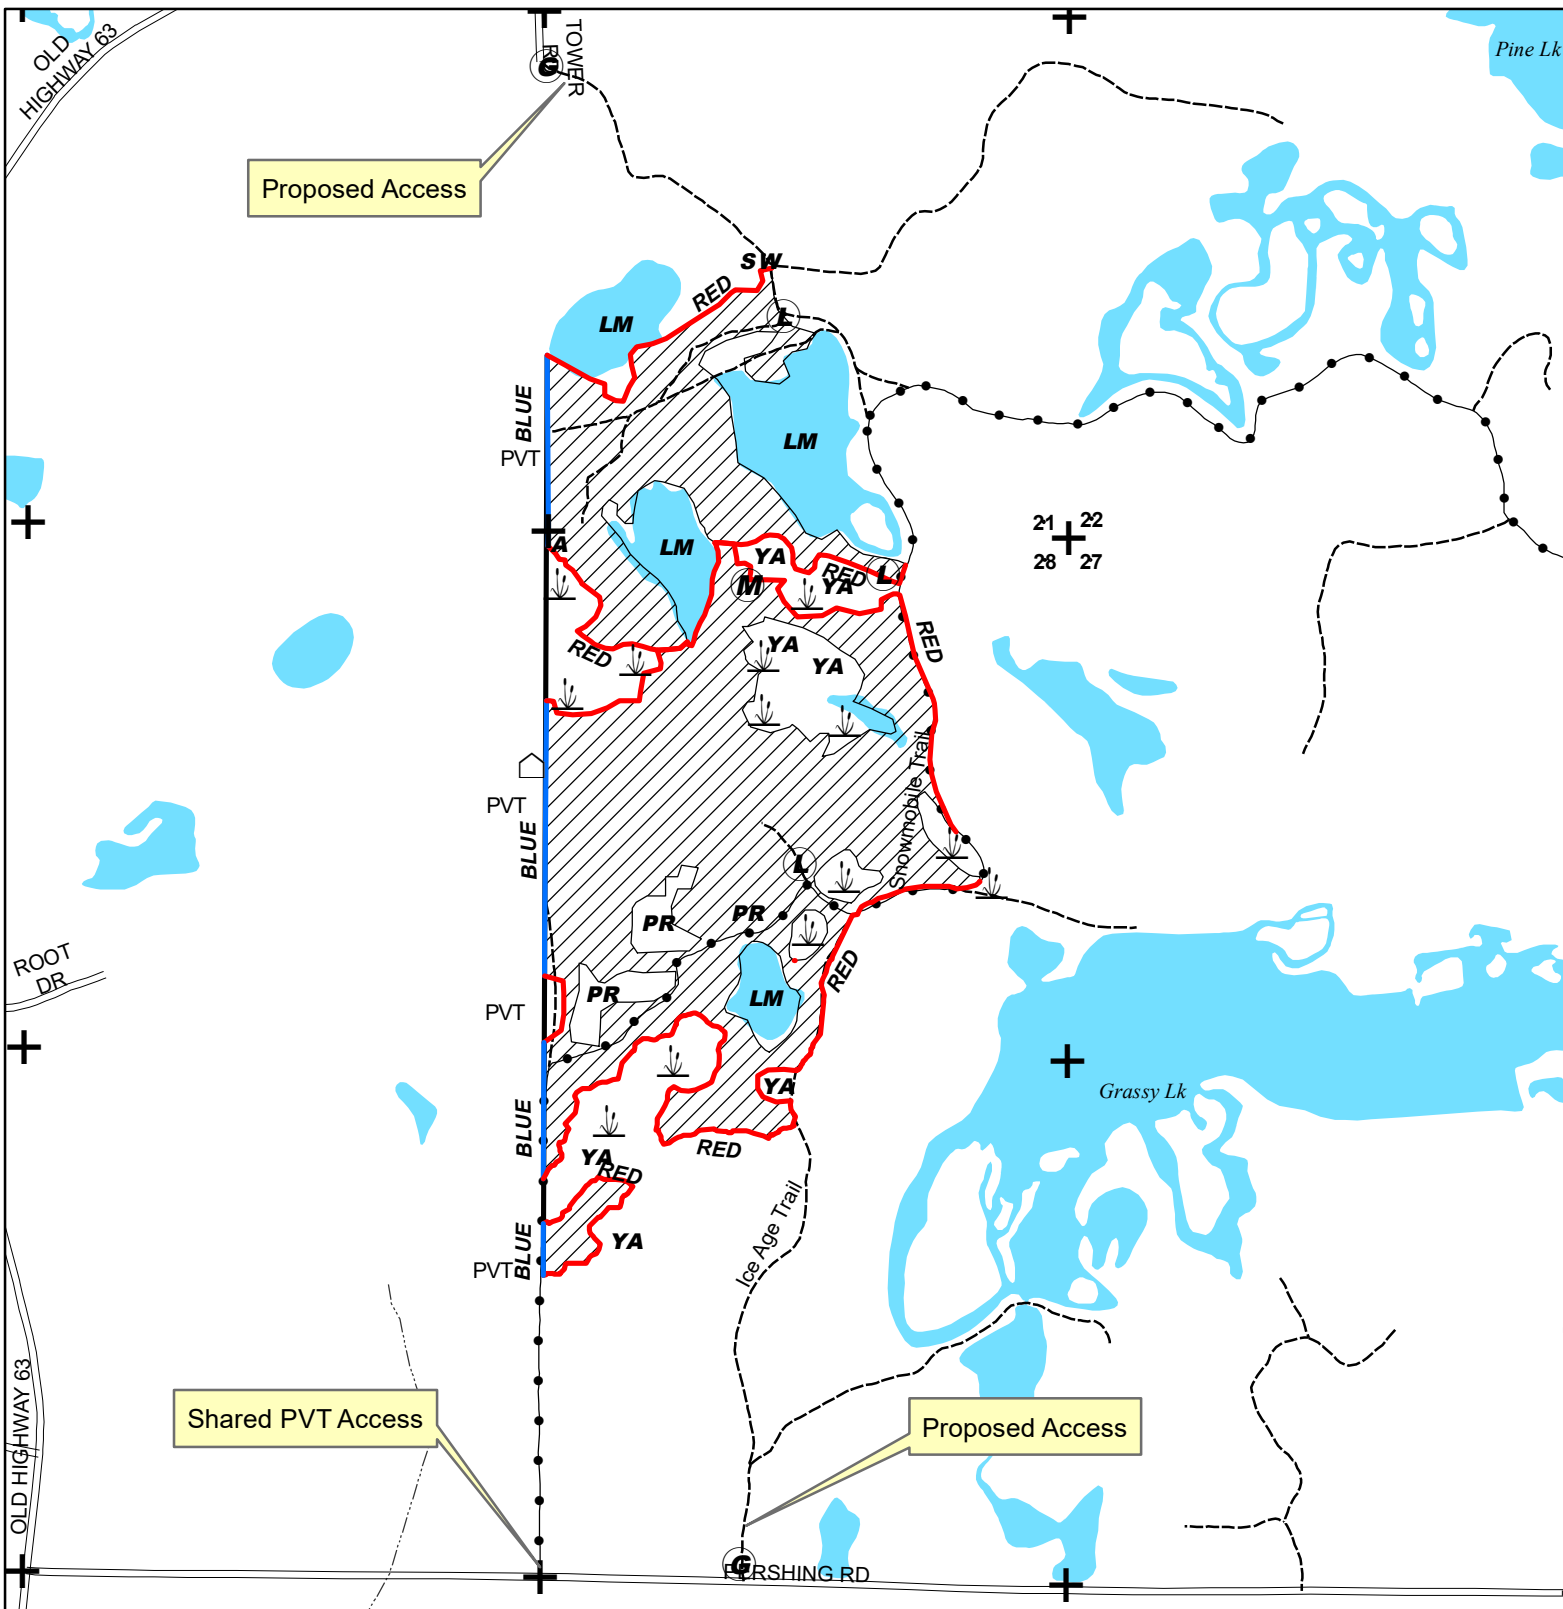 OLD
HIGHWAY 63
TOWER
RD
G
Pine Lk
Proposed Access
SW
RED
L
LM
BLUE
PVT
LM
21 22
28 27
LM
YA
RED
L
YA
M
RED
RED
YA
YA
Snowmobile Trail
PVT
BLUE
L
PR
PR
ROOT
DR
PR
LM
RED
PVT
YA
Grassy Lk
BLUE
RED
YA
RED
Ice Age Trail
YA
BLUE
PVT
OLD HIGHWAY 63
Shared PVT Access
Proposed Access
G
PERSHING RD